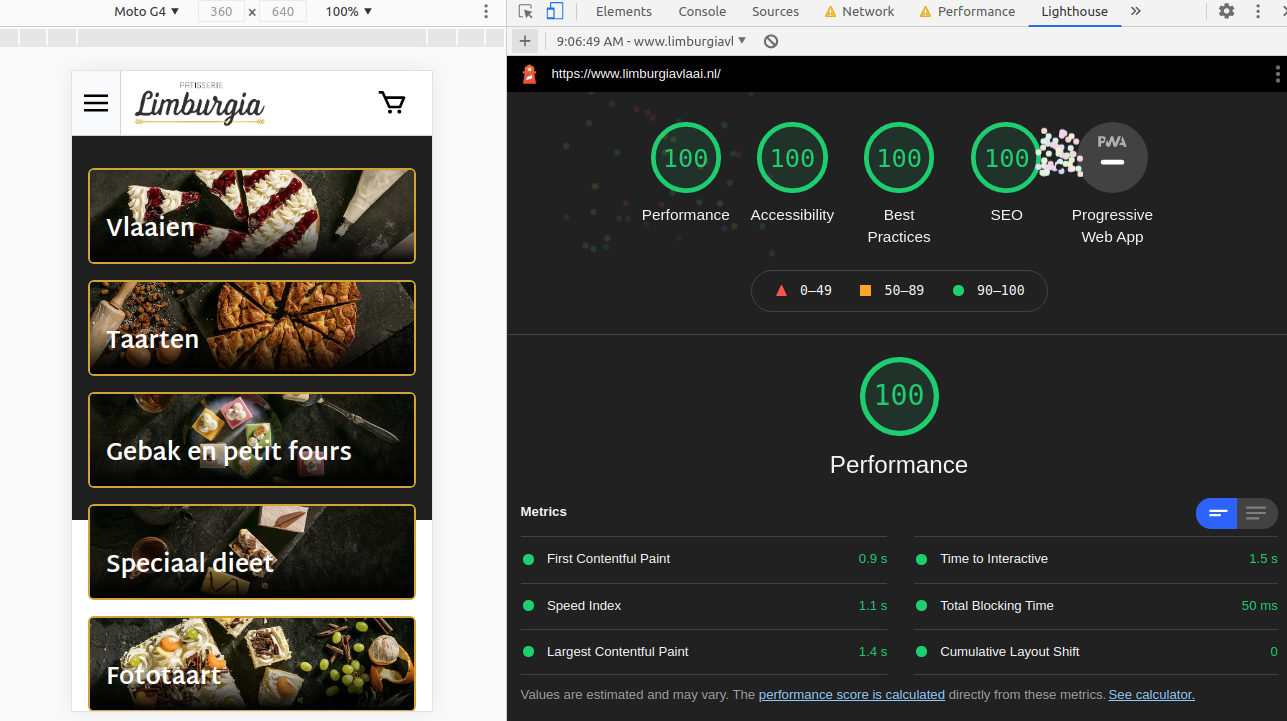 Moto G4 ▼ 360 × 640 100% ▼
Elements Console Sources Network Performance Lighthouse »
+ 9:06:49 AM - www.limburgiavl ▼
https://www.limburgiavlaai.nl/
PATISSERIE
Limburgia
Vlaaien
Taarten
Gebak en petit fours
Speciaal dieet
Fototaart
100 100 100 100 PWA
Performance Accessibility Best Practices SEO Progressive Web App
0–49 50–89 90–100
100
Performance
Metrics
First Contentful Paint 0.9 s
Time to Interactive 1.5 s
Speed Index 1.1 s
Total Blocking Time 50 ms
Largest Contentful Paint 1.4 s
Cumulative Layout Shift 0
Values are estimated and may vary. The performance score is calculated directly from these metrics. See calculator.